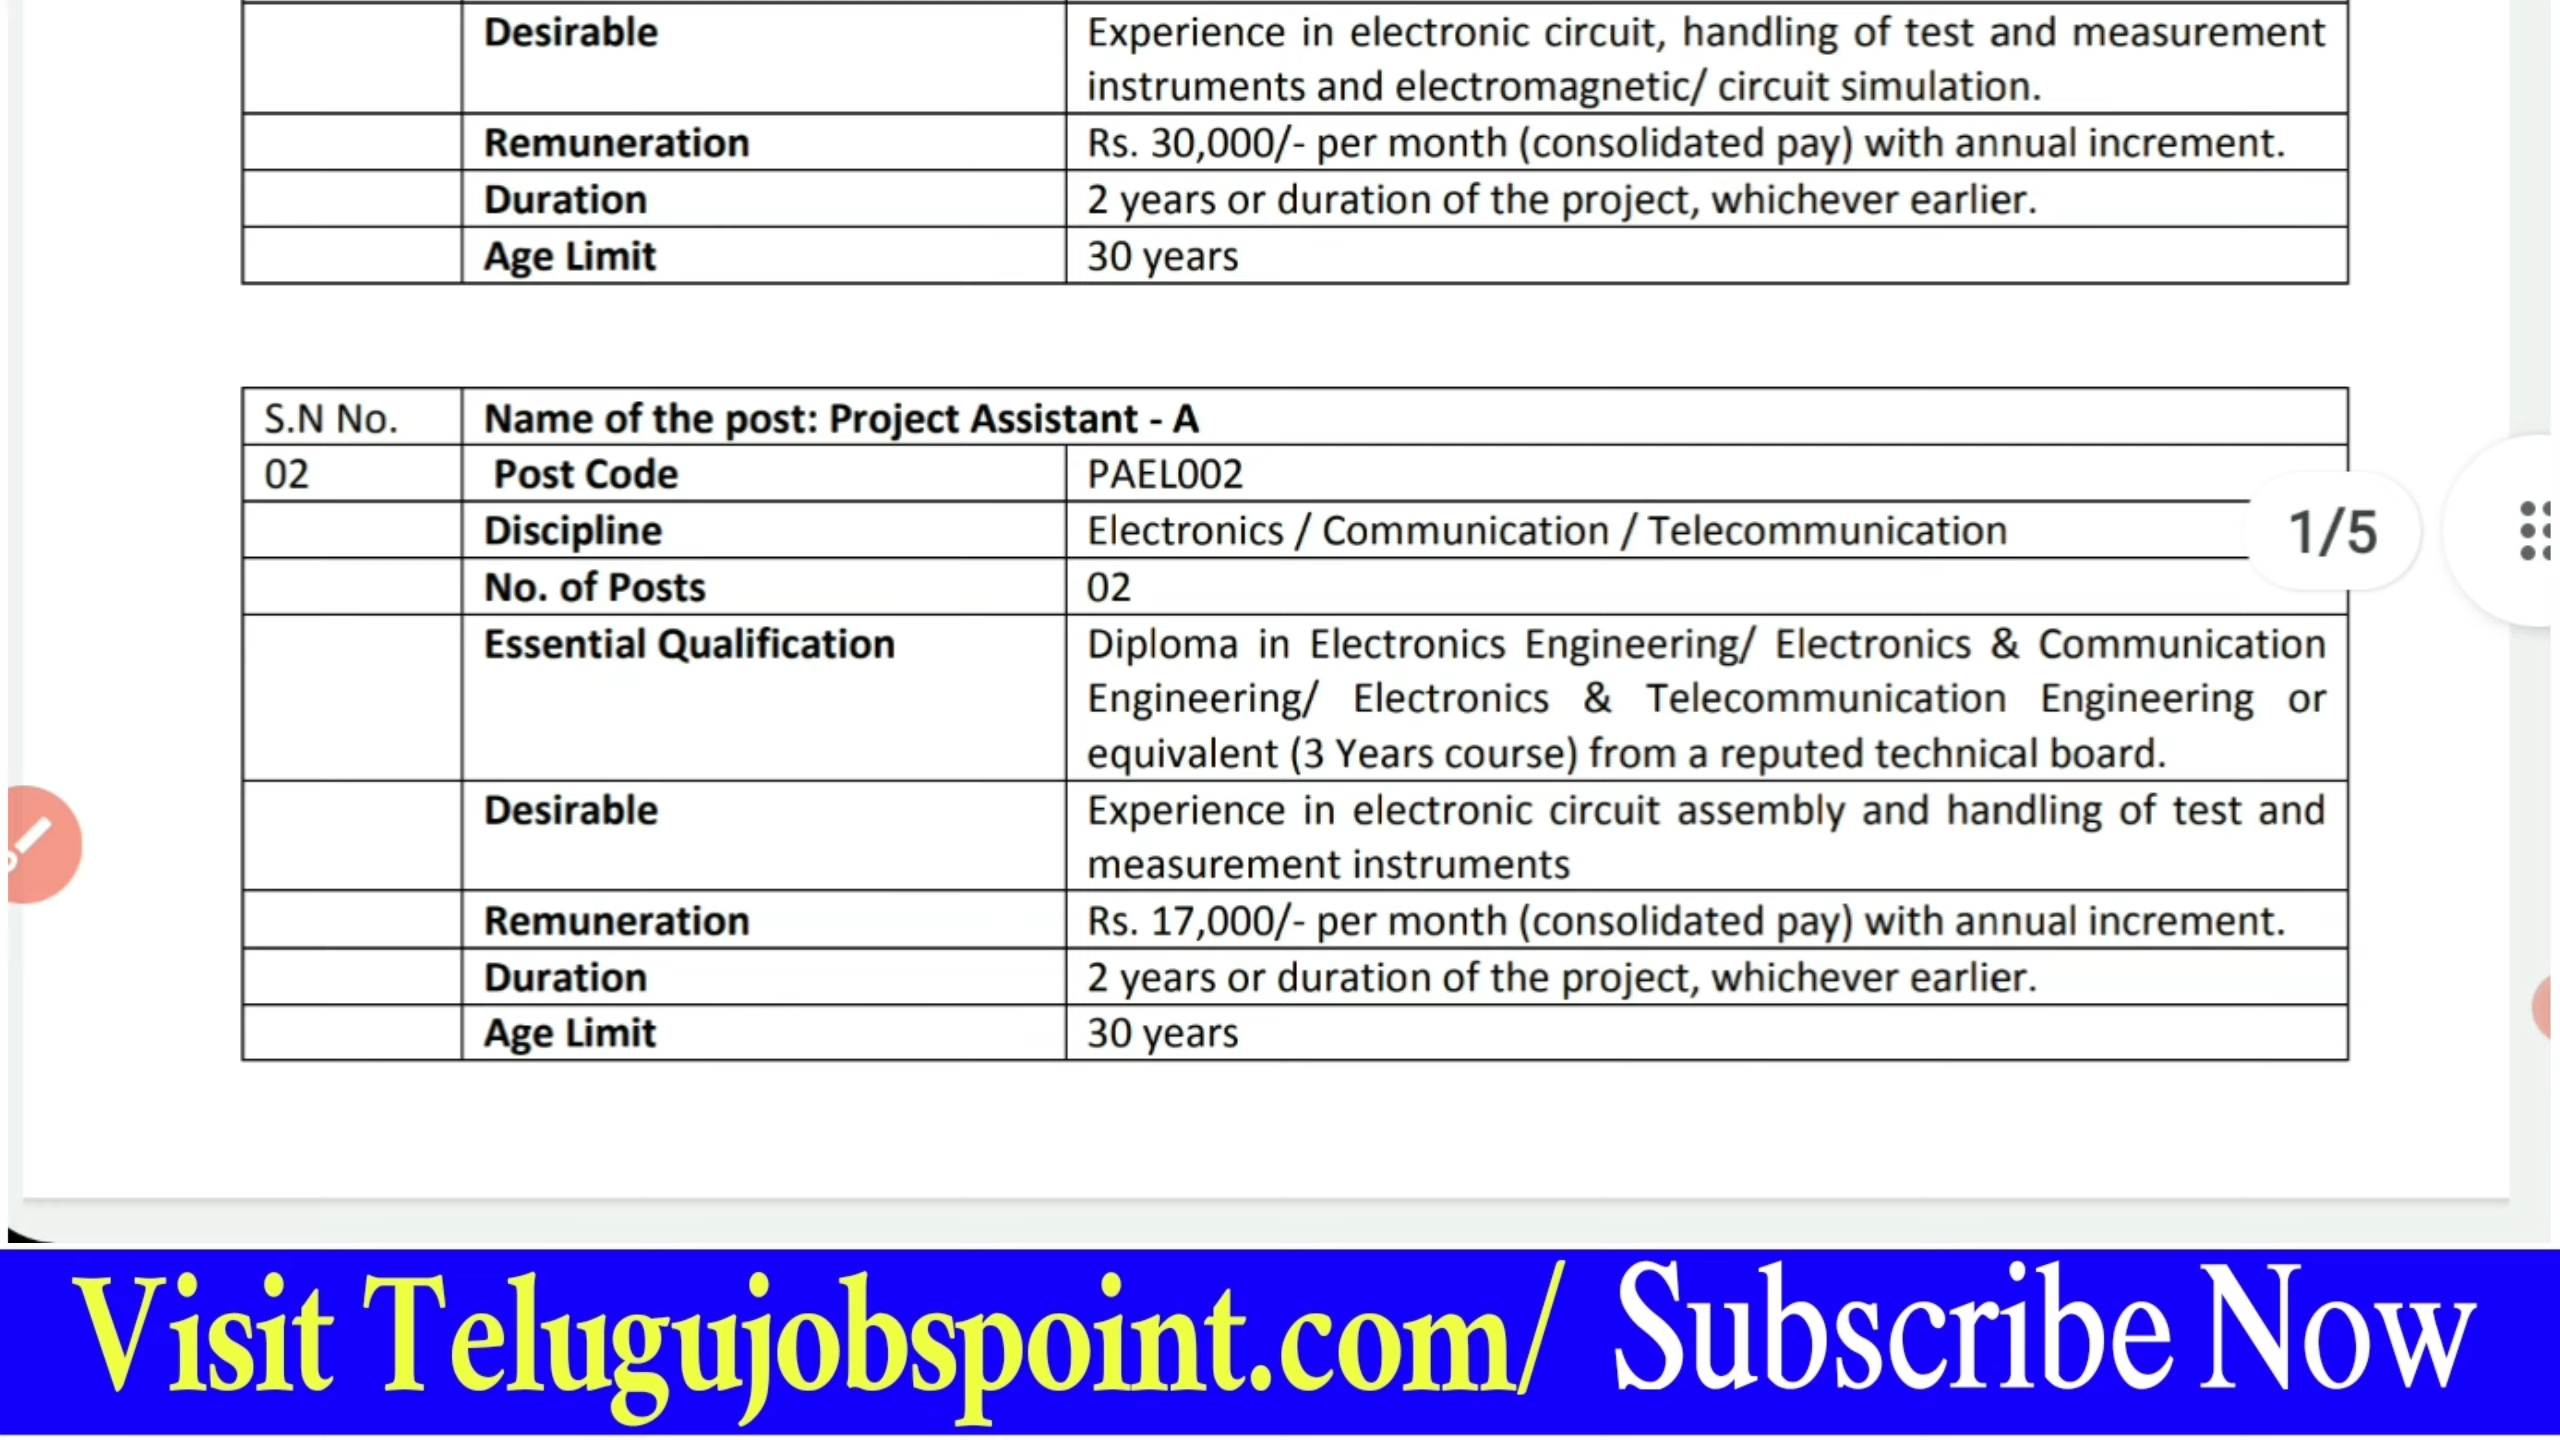 Desirable Experience in electronic circuit, handling of test and measurement
instruments and electromagnetic/ circuit simulation.
Remuneration Rs. 30,000/- per month (consolidated pay) with annual increment.
Duration 2 years or duration of the project, whichever earlier.
Age Limit 30 years
S.N No. Name of the post: Project Assistant - A
02 Post Code PAEL002
Discipline Electronics / Communication / Telecommunication
1/5
No. of Posts 02
Essential Qualification Diploma in Electronics Engineering/ Electronics & Communication
Engineering/ Electronics & Telecommunication Engineering or
equivalent (3 Years course) from a reputed technical board.
Desirable Experience in electronic circuit assembly and handling of test and
measurement instruments
Remuneration Rs. 17,000/- per month (consolidated pay) with annual increment.
Duration 2 years or duration of the project, whichever earlier.
Age Limit 30 years
Visit Telugujobspoint.com/ Subscribe Now